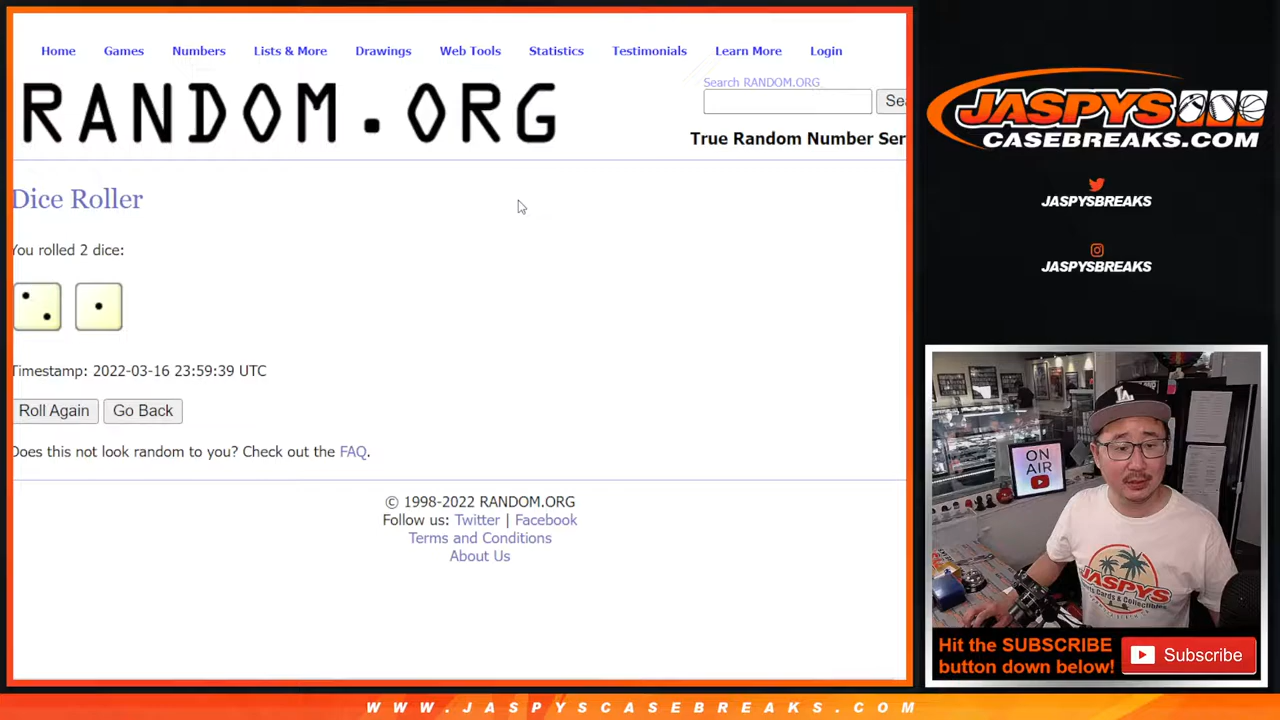 Home Games Numbers Lists & More Drawings Web Tools Statistics Testimonials Learn More Login
Search RANDOM.ORG
RANDOM.ORG
Sea
True Random Number Ser
Dice Roller
You rolled 2 dice:
Timestamp: 2022-03-16 23:59:39 UTC
Roll Again Go Back
Does this not look random to you? Check out the FAQ.
© 1998-2022 RANDOM.ORG
Follow us: Twitter | Facebook
Terms and Conditions
About Us
JASPYS
CASEBREAKS.COM
JASPYSBREAKS
JASPYSBREAKS
LA
ON
AIR
JASPYS
Hit the SUBSCRIBE
button down below!
Subscribe
WWW.JASPYSCASEBREAKS.COM